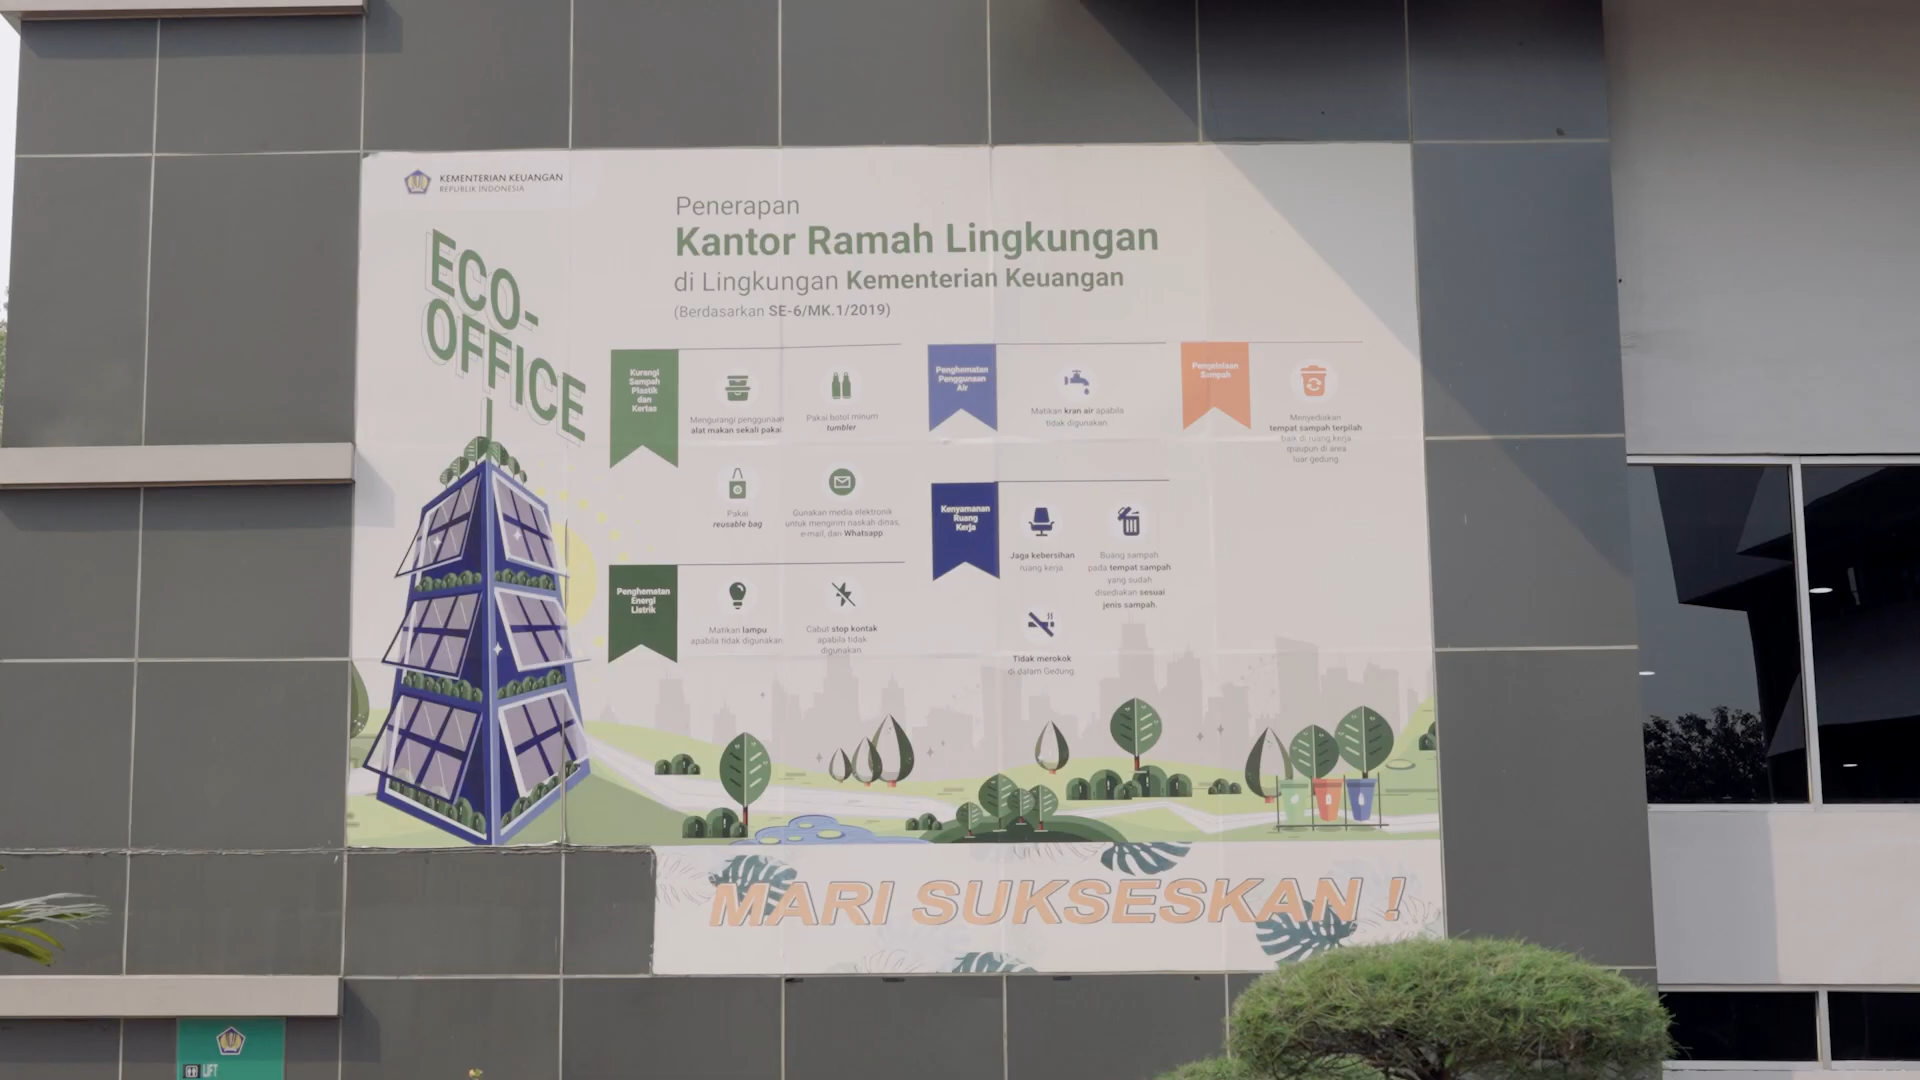 KEMENTERIAN KEUANGAN
REPUBLIK INDONESIA
ECO-
OFFICE
Penerapan
Kantor Ramah Lingkungan
di Lingkungan Kementerian Keuangan
(Berdasarkan SE-6/MK.1/2019)
Kurangi
Sampah
Plastik
dan
Kertas
Mengurangi penggunaan
alat makan sekali pakai
Pakai botol minum
tumbler
Pakai
reusable bag
Gunakan media elektronik
untuk mengirim naskah dinas,
e-mail, dan Whatsapp.
Penghematan
Energi
Listrik
Matikan lampu
apabila tidak digunakan.
Cabut stop kontak
apabila tidak
digunakan.
Penghematan
Penggunaan
Air
Matikan kran air apabila
tidak digunakan.
Kenyamanan
Ruang
Kerja
Jaga kebersihan
ruang kerja.
Buang sampah
pada tempat sampah
yang sudah
disediakan sesuai
jenis sampah.
Tidak merokok
di dalam Gedung.
Pengelolaan
Sampah
Menyediakan
tempat sampah terpilah
baik di ruang kerja
maupun di area
luar gedung.
MARI SUKSESKAN !
LIFT